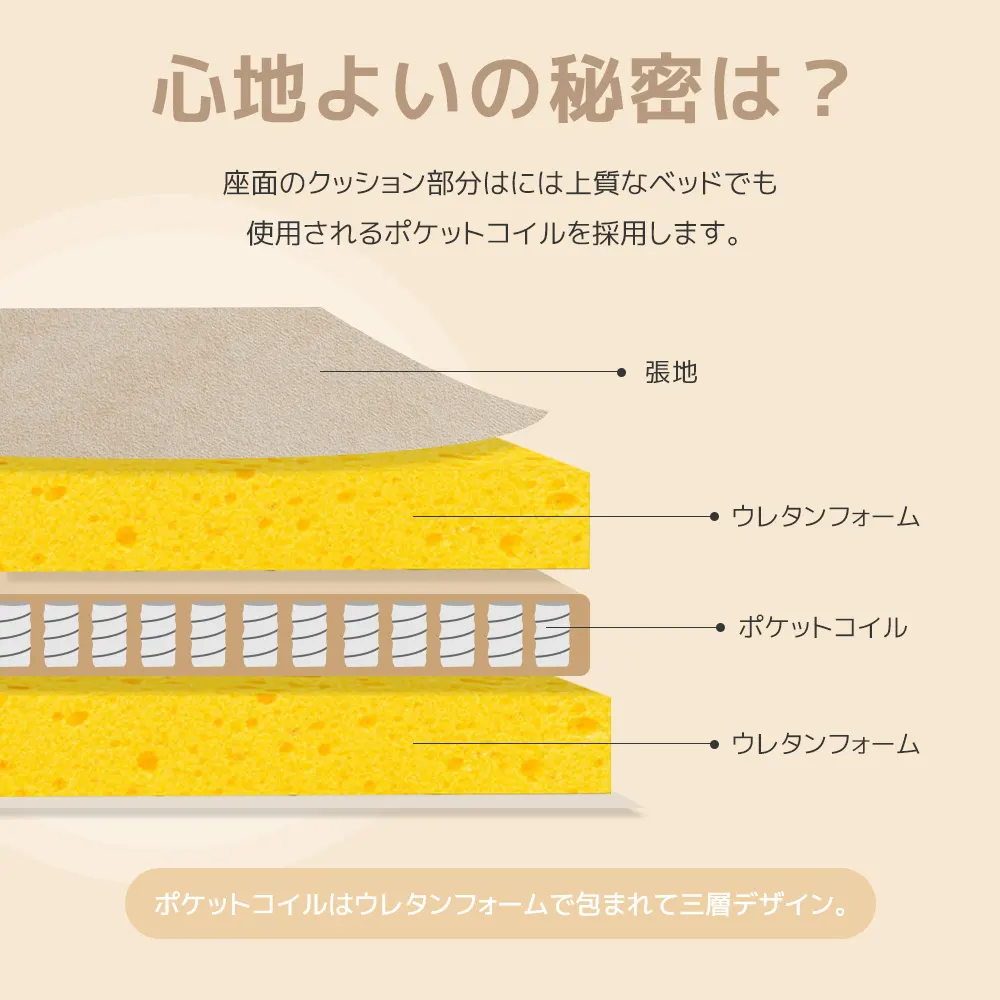 心地よいの秘密は？
座面のクッション部分はには上質なベッドでも
使用されるポケットコイルを採用します。
張地
ウレタンフォーム
ポケットコイル
ウレタンフォーム
ポケットコイルはウレタンフォームで包まれて三層デザイン。